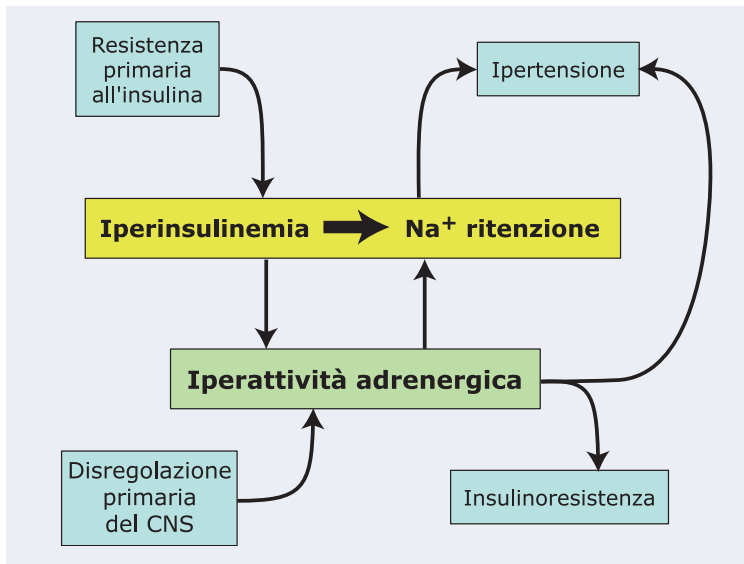 Resistenza
primaria
all'insulina
Ipertensione
Iperinsulinemia Na+ ritenzione
Iperattività adrenergica
Disregolazione
primaria
del CNS
Insulinoresistenza